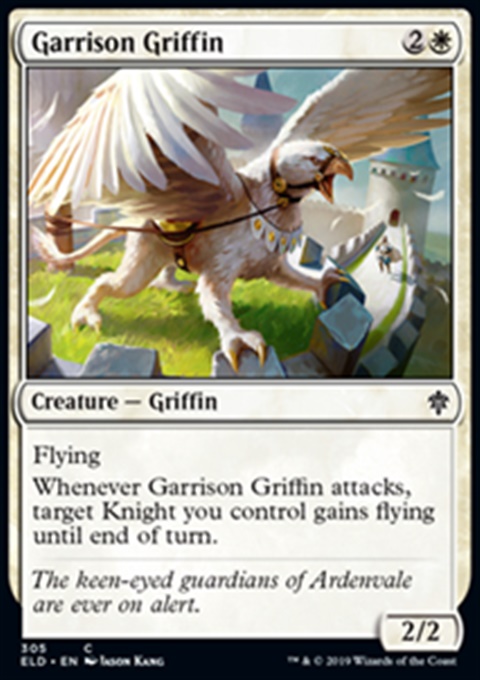 Garrison Griffin 2
Creature — Griffin
Flying
Whenever Garrison Griffin attacks,
target Knight you control gains flying
until end of turn.
The keen-eyed guardians of Ardenvale
are ever on alert.
2/2
305 C
ELD • EN Jason Kang ™ & © 2019 Wizards of the Coast